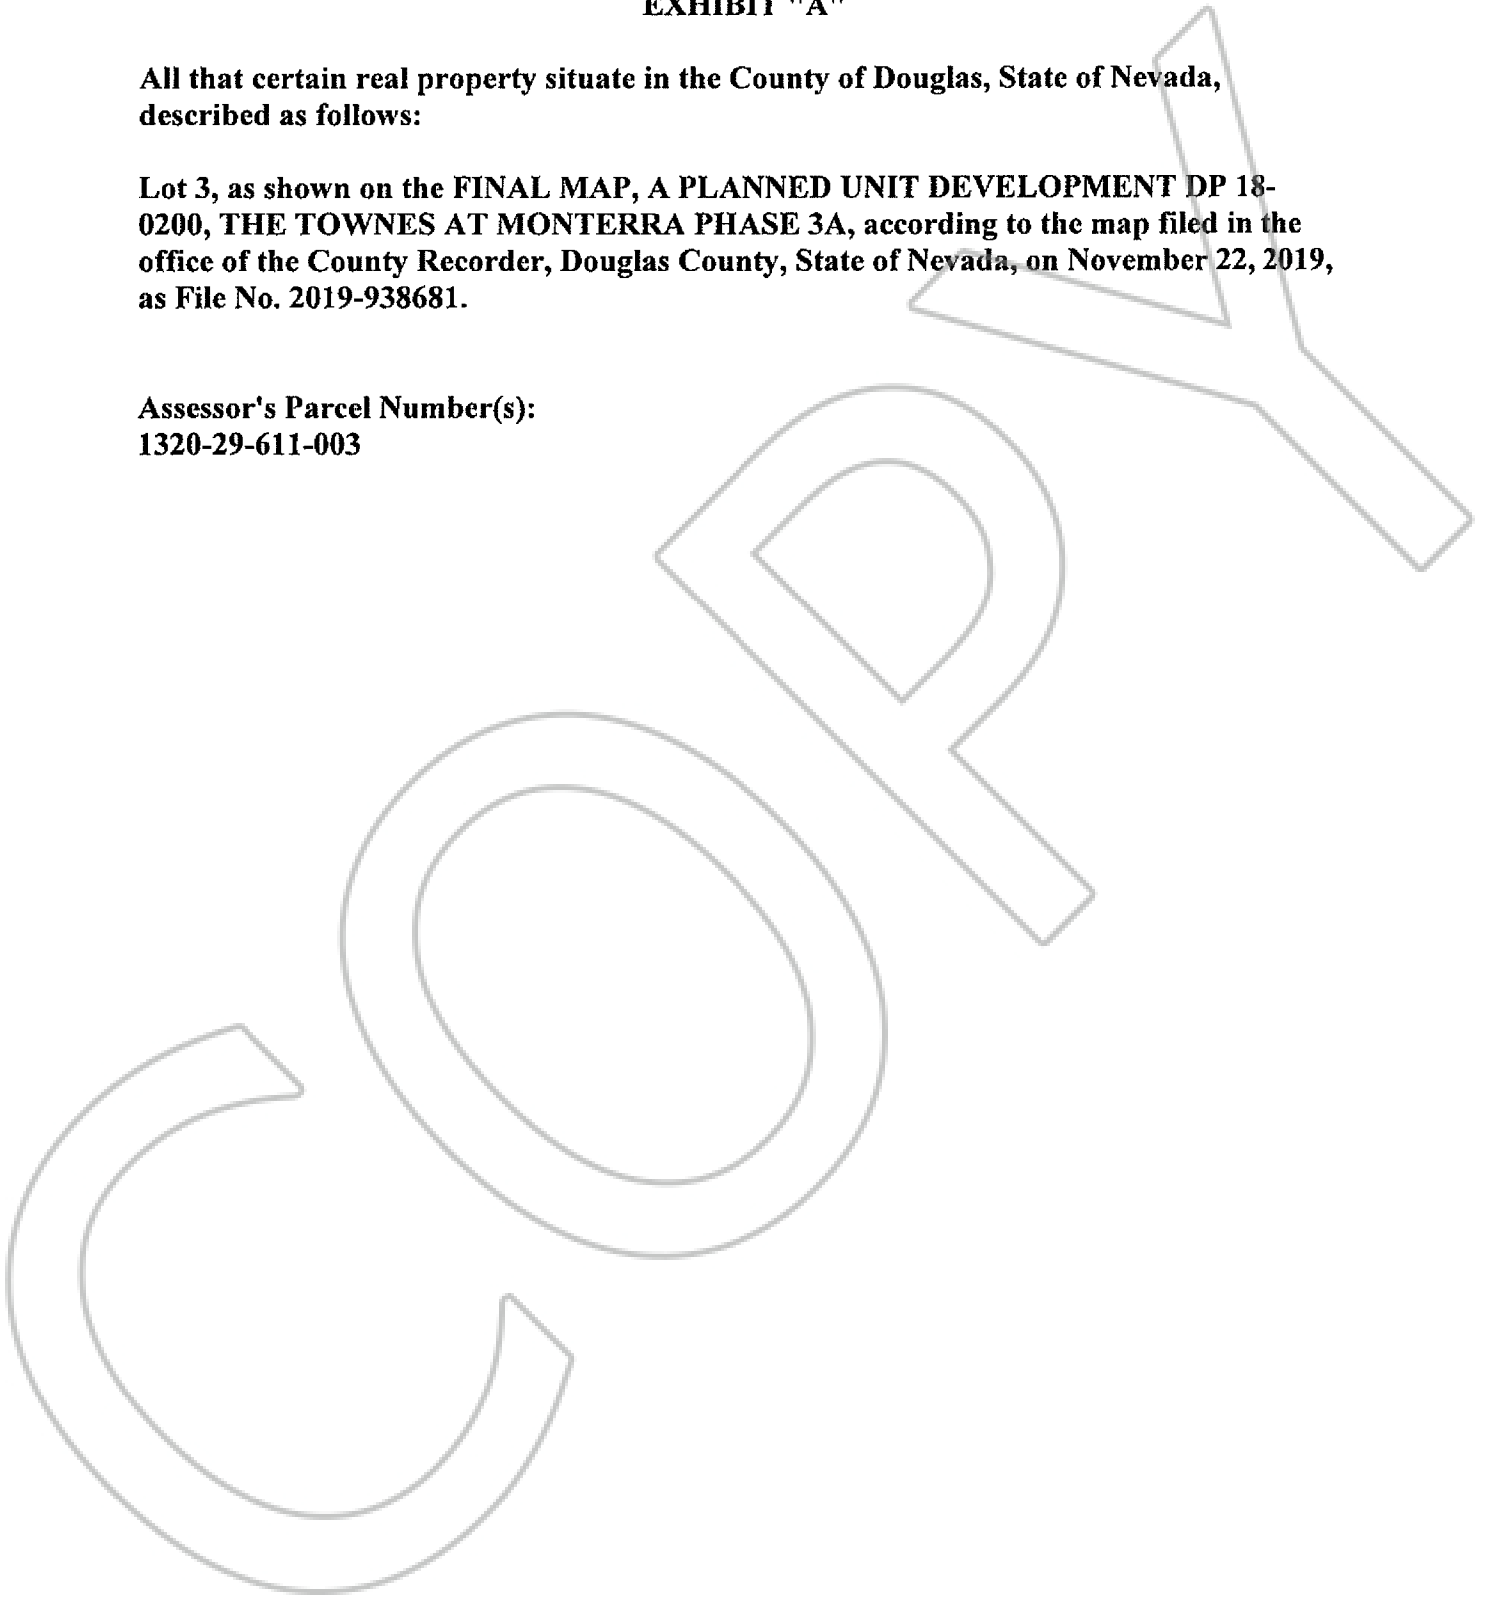 EXHIBIT "A"
All that certain real property situate in the County of Douglas, State of Nevada,
described as follows:
Lot 3, as shown on the FINAL MAP, A PLANNED UNIT DEVELOPMENT DP 18-
0200, THE TOWNES AT MONTERRA PHASE 3A, according to the map filed in the
office of the County Recorder, Douglas County, State of Nevada, on November 22, 2019,
as File No. 2019-938681.
Assessor's Parcel Number(s):
1320-29-611-003
COPY